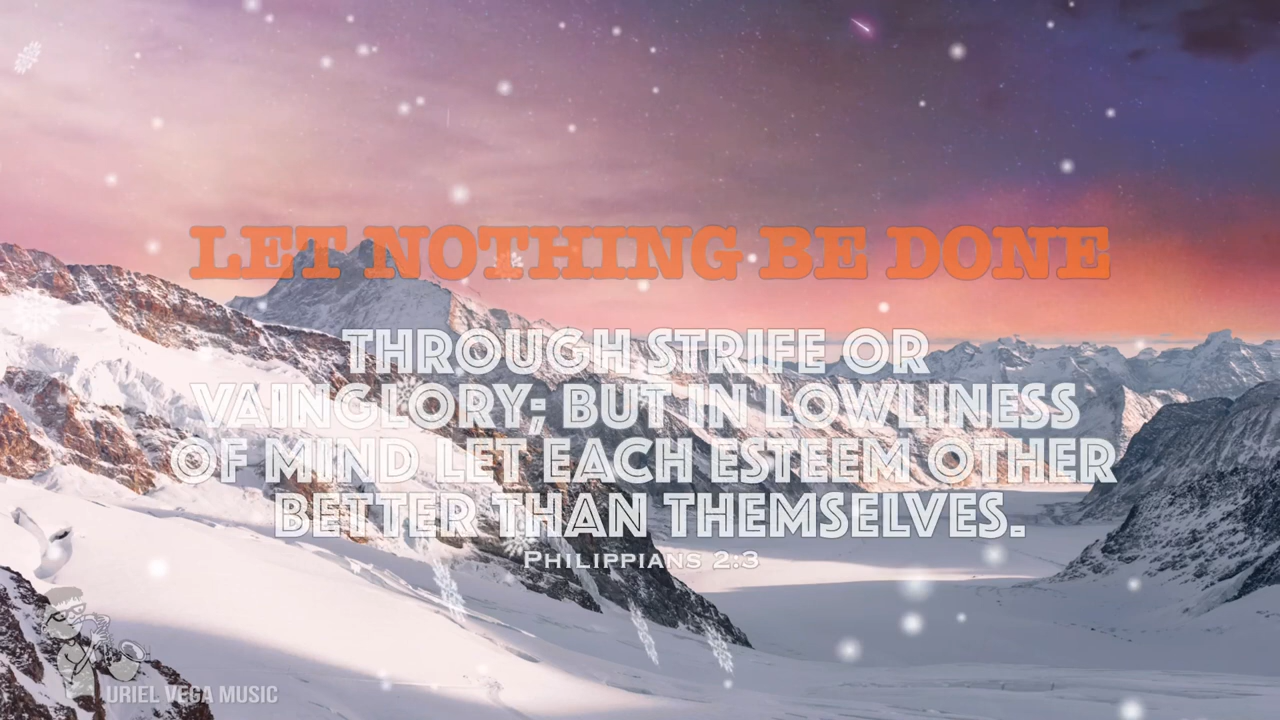 LET NOTHING BE DONE
THROUGH STRIFE OR
VAINGLORY; BUT IN LOWLINESS
OF MIND LET EACH ESTEEM OTHER
BETTER THAN THEMSELVES.
PHILIPPIANS 2:3
URIEL VEGA MUSIC